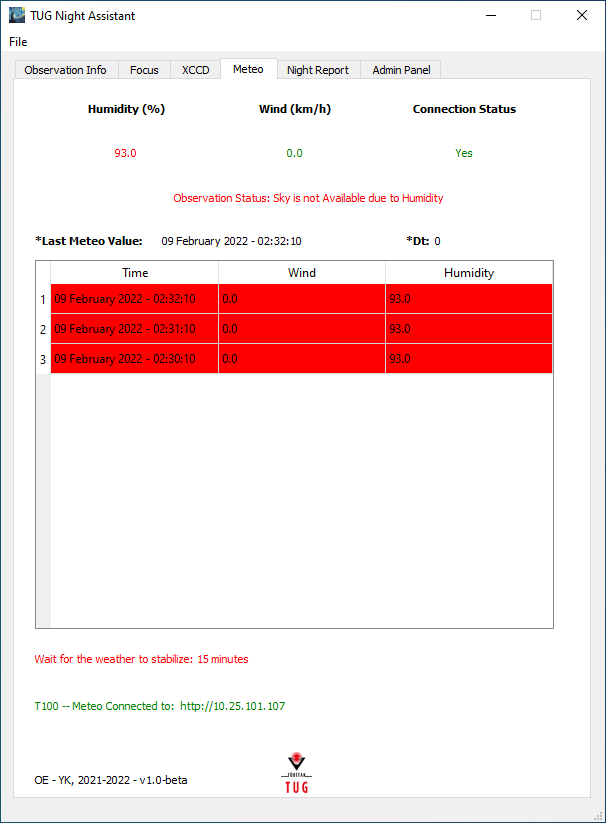 TUG Night Assistant
File
Observation Info Focus XCCD Meteo Night Report Admin Panel
Humidity (%) Wind (km/h) Connection Status
93.0 0.0 Yes
Observation Status: Sky is not Available due to Humidity
*Last Meteo Value: 09 February 2022 - 02:32:10 *Dt: 0
Time Wind Humidity
1 09 February 2022 - 02:32:10 0.0 93.0
2 09 February 2022 - 02:31:10 0.0 93.0
3 09 February 2022 - 02:30:10 0.0 93.0
Wait for the weather to stabilize: 15 minutes
T100 -- Meteo Connected to: http://10.25.101.107
TÜBİTAK
TUG
OE - YK, 2021-2022 - v1.0-beta